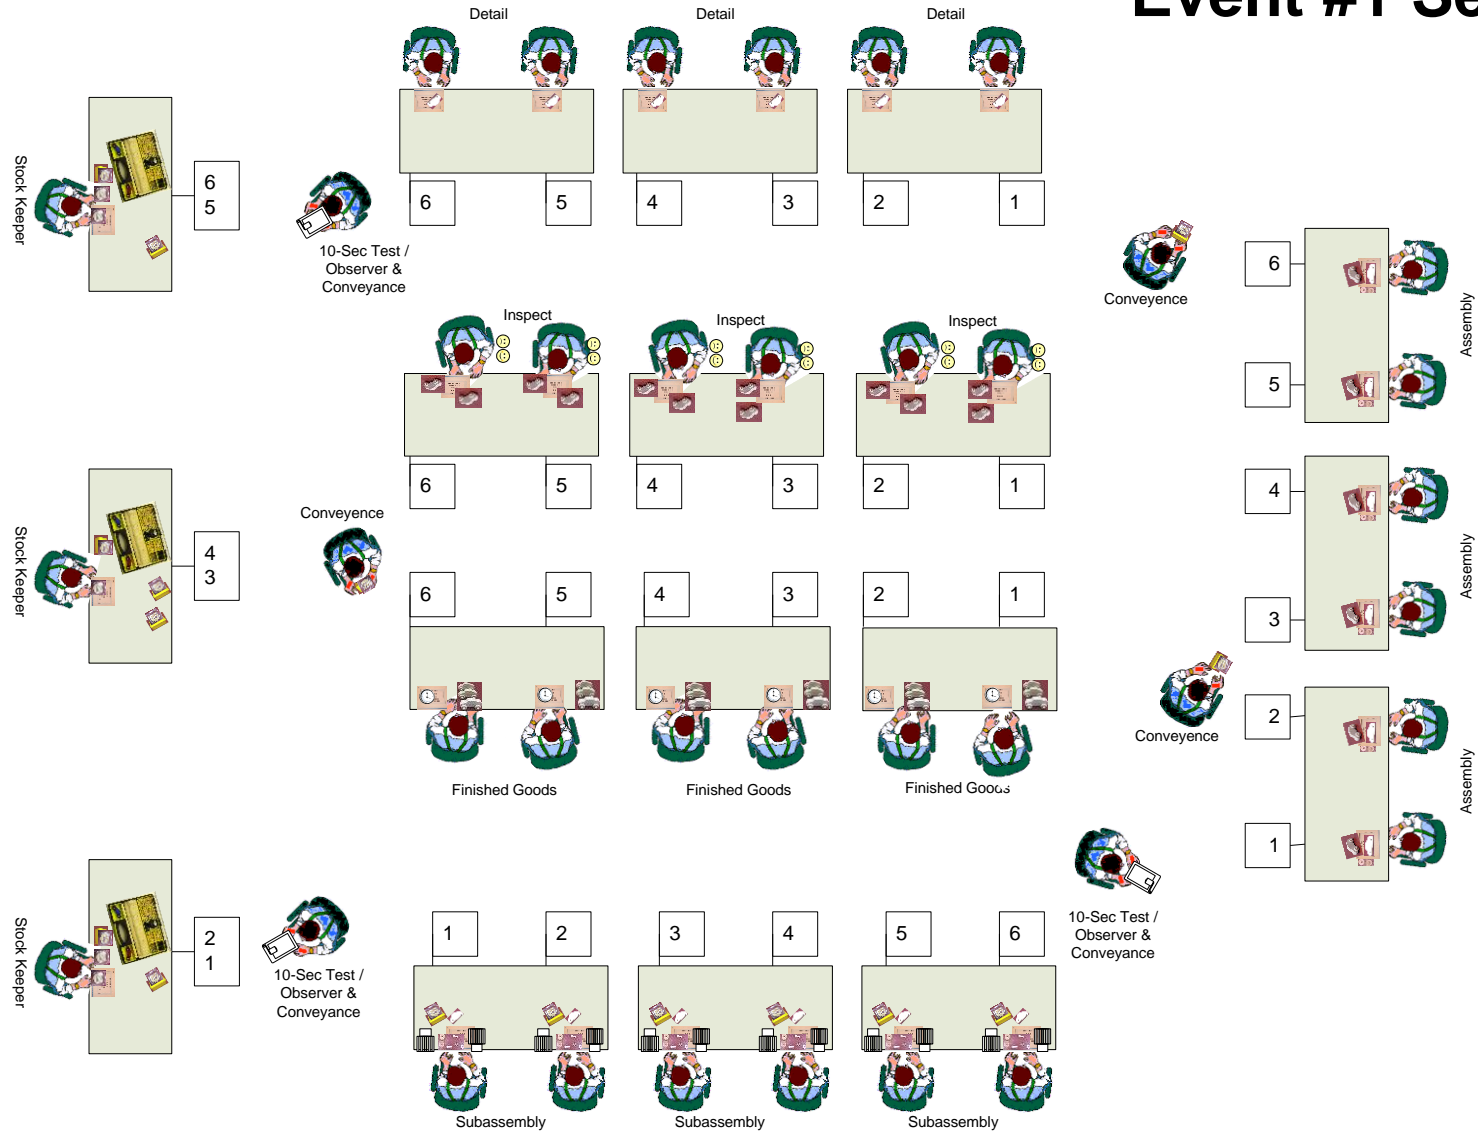 Event #1 Se
Detail
Detail
Detail
Stock Keeper
6
5
10-Sec Test /
Observer &
Conveyance
6
5
4
3
2
1
Conveyence
6
5
Assembly
Inspect
Inspect
Inspect
6
5
4
3
2
1
Stock Keeper
4
3
Conveyence
4
3
Assembly
6
5
4
3
2
1
Finished Goods
Finished Goods
Finished Goods
Conveyence
2
1
Assembly
Stock Keeper
2
1
10-Sec Test /
Observer &
Conveyance
10-Sec Test /
Observer &
Conveyance
1
2
3
4
5
6
Subassembly
Subassembly
Subassembly